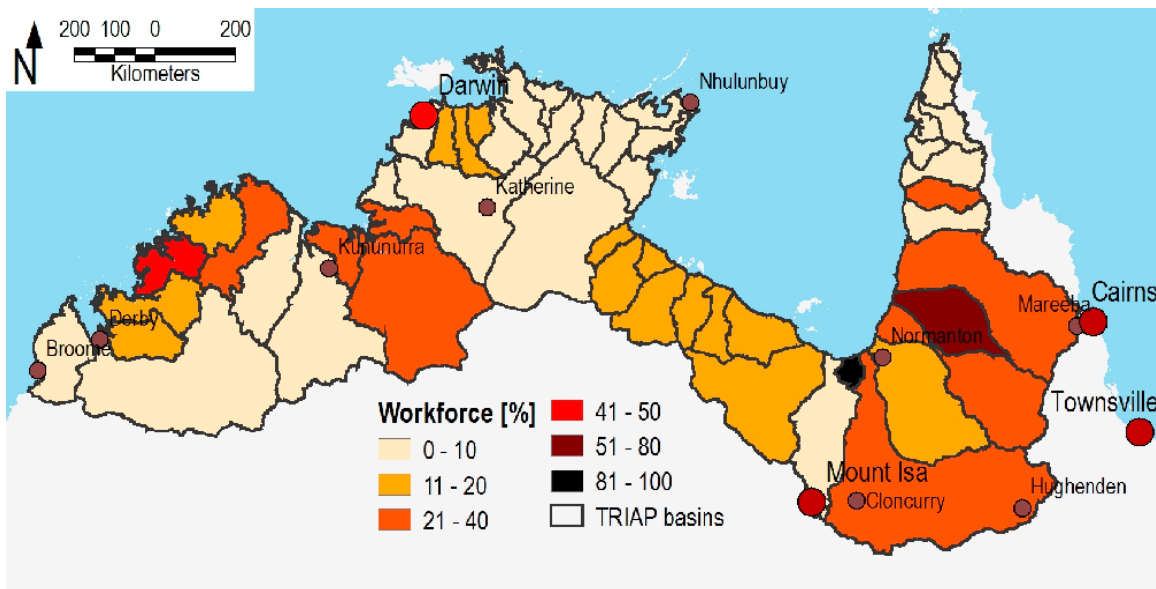 200 100 0 200
N
Kilometers
Darwin
Nhulunbuy
Katherine
Kununurra
Derby
Broome
Mareeba
Cairns
Normanton
Townsville
Mount Isa
Cloncurry
Hughenden
Workforce [%]
0 - 10
11 - 20
21 - 40
41 - 50
51 - 80
81 - 100
TRIAP basins